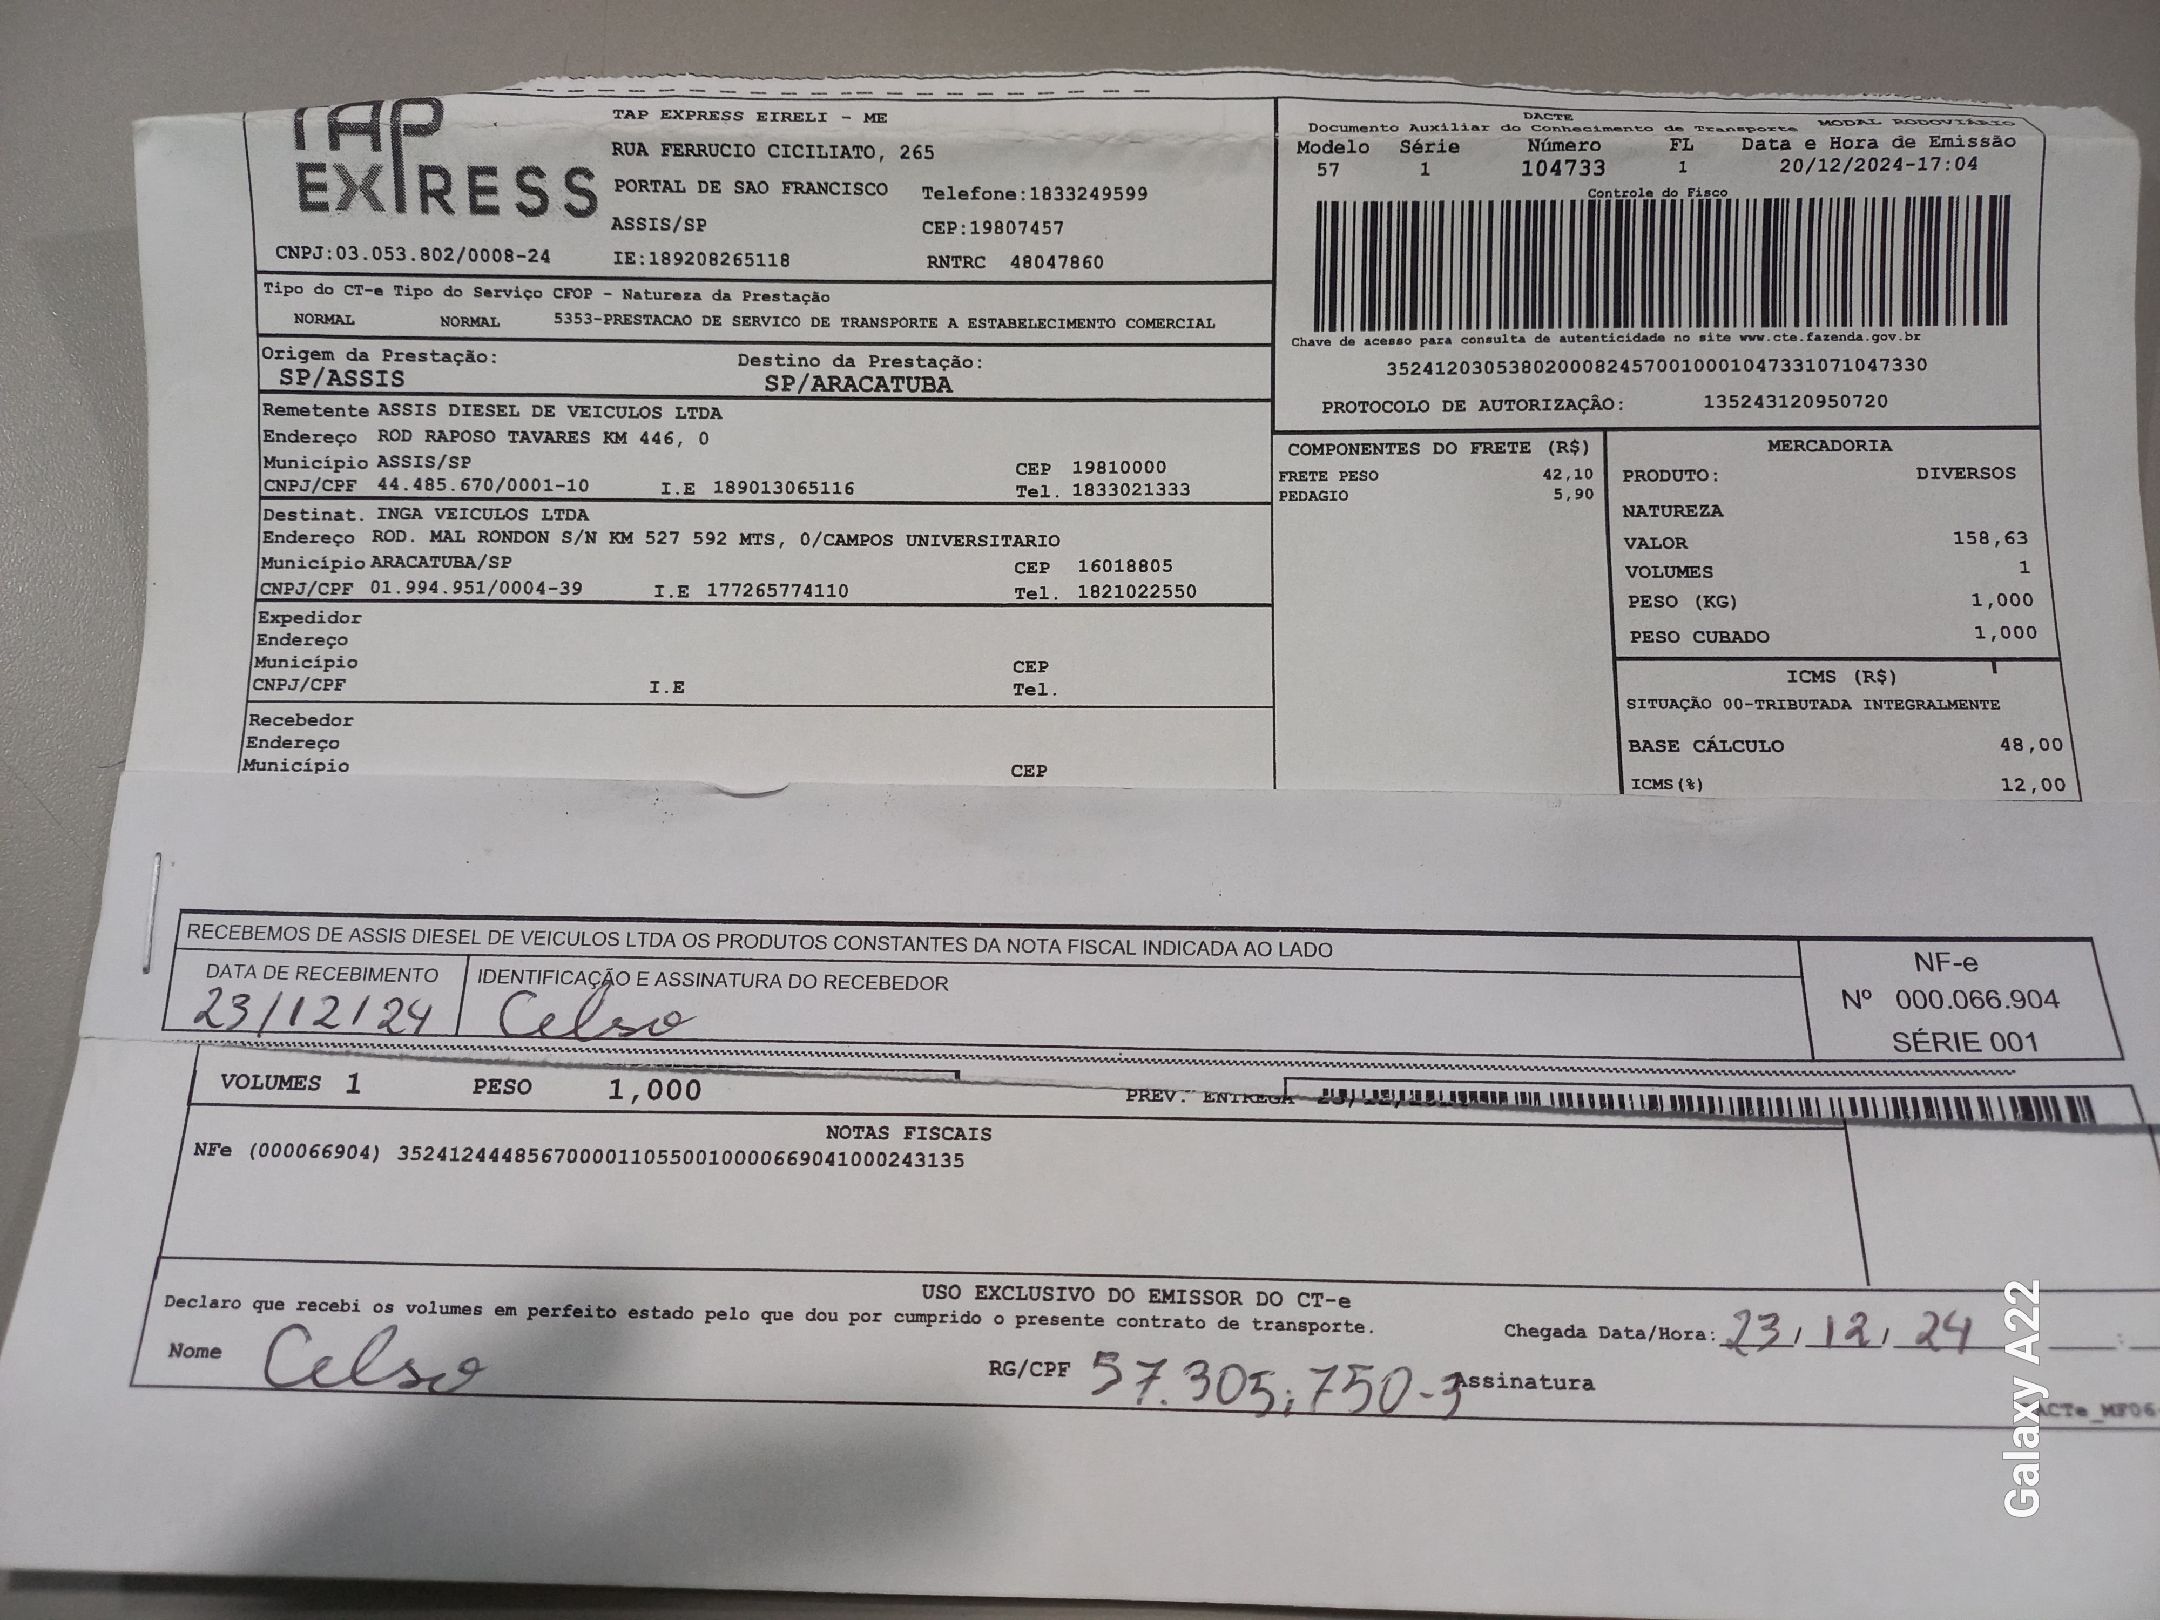 TAP EXPRESS
TAP EXPRESS EIRELI - ME
RUA FERRUCIO CICILIATO, 265
PORTAL DE SAO FRANCISCO Telefone:1833249599
ASSIS/SP CEP:19807457
CNPJ:03.053.802/0008-24 IE:189208265118 RNTRC 48047860
DACTE
Documento Auxiliar do Conhecimento de Transporte MODAL RODOVIÁRIO
Modelo Série Número FL Data e Hora de Emissão
57 1 104733 1 20/12/2024-17:04
Controle do Fisco
Chave de acesso para consulta de autenticidade no site www.cte.fazenda.gov.br
35241203053802000824570010001047331071047330
PROTOCOLO DE AUTORIZAÇÂO: 135243120950720
Tipo do CT-e Tipo do Serviço CFOP - Natureza da Prestação
NORMAL NORMAL 5353-PRESTACAO DE SERVICO DE TRANSPORTE A ESTABELECIMENTO COMERCIAL
Origem da Prestação: Destino da Prestação:
SP/ASSIS SP/ARACATUBA
Remetente ASSIS DIESEL DE VEICULOS LTDA
Endereço ROD RAPOSO TAVARES KM 446, 0
Município ASSIS/SP CEP 19810000
CNPJ/CPF 44.485.670/0001-10 I.E 189013065116 Tel. 1833021333
Destinat. INGA VEICULOS LTDA
Endereço ROD. MAL RONDON S/N KM 527 592 MTS, 0/CAMPOS UNIVERSITARIO
Município ARACATUBA/SP CEP 16018805
CNPJ/CPF 01.994.951/0004-39 I.E 177265774110 Tel. 1821022550
Expedidor
Endereço
Município CEP
CNPJ/CPF I.E Tel.
Recebedor
Endereço
Município CEP
COMPONENTES DO FRETE (R$)
FRETE PESO 42,10
PEDAGIO 5,90
MERCADORIA
PRODUTO: DIVERSOS
NATUREZA
VALOR 158,63
VOLUMES 1
PESO (KG) 1,000
PESO CUBADO 1,000
ICMS (R$)
SITUAÇÃO 00-TRIBUTADA INTEGRALMENTE
BASE CÁLCULO 48,00
ICMS(%) 12,00
RECEBEMOS DE ASSIS DIESEL DE VEICULOS LTDA OS PRODUTOS CONSTANTES DA NOTA FISCAL INDICADA AO LADO
DATA DE RECEBIMENTO IDENTIFICAÇÃO E ASSINATURA DO RECEBEDOR
23/12/24 Celso
NF-e
Nº 000.066.904
SÉRIE 001
VOLUMES 1 PESO 1,000 PREV. ENTREGA
NOTAS FISCAIS
NFe (000066904) 35241244485670000110550010000669041000243135
USO EXCLUSIVO DO EMISSOR DO CT-e
Declaro que recebi os volumes em perfeito estado pelo que dou por cumprido o presente contrato de transporte.
Chegada Data/Hora: 23/12/24
Nome Celso RG/CPF 57.305.750-3 Assinatura
Galaxy A22